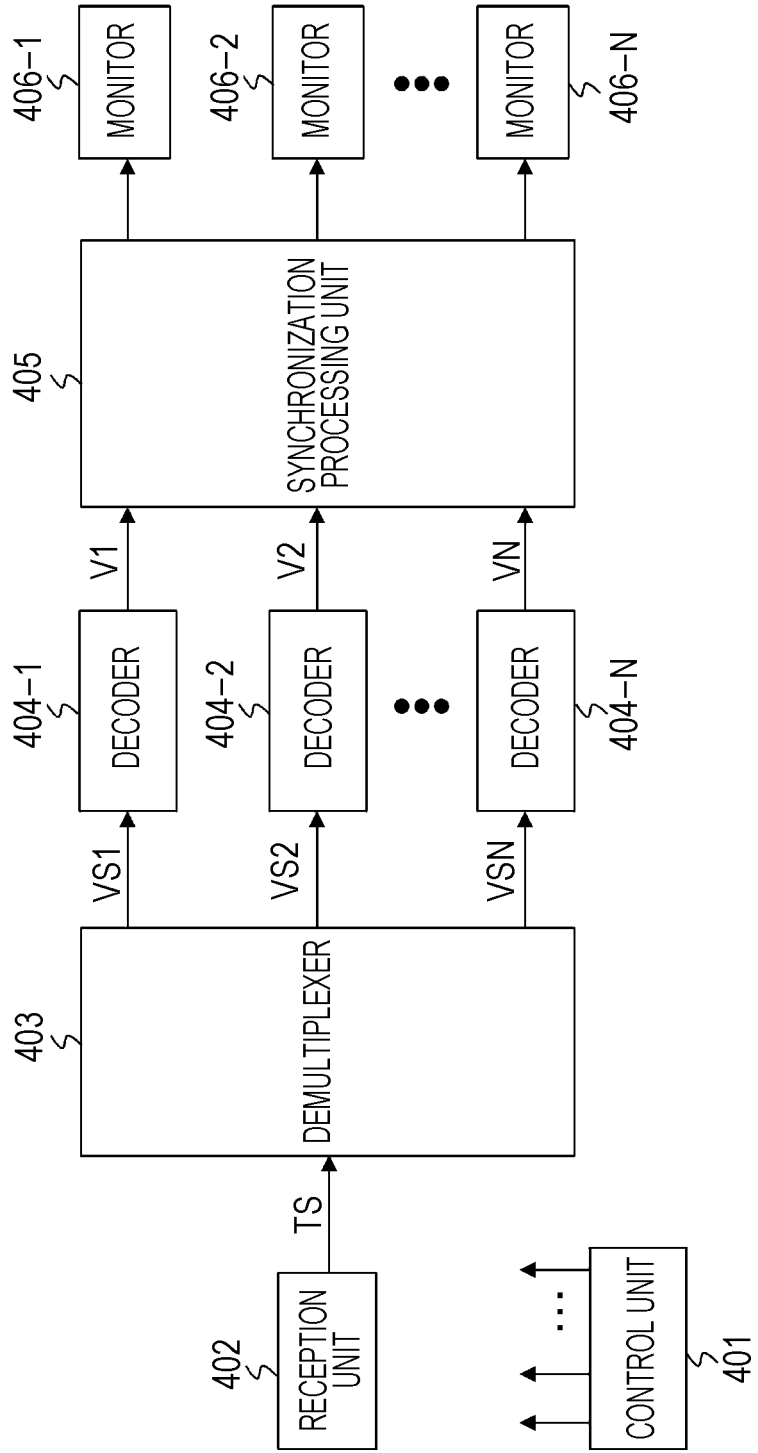 402
RECEPTION
UNIT
401
CONTROL UNIT
TS
403
DEMULTIPLEXER
VS1
VS2
VSN
404-1
DECODER
404-2
DECODER
404-N
DECODER
V1
V2
VN
405
SYNCHRONIZATION
PROCESSING UNIT
406-1
MONITOR
406-2
MONITOR
406-N
MONITOR